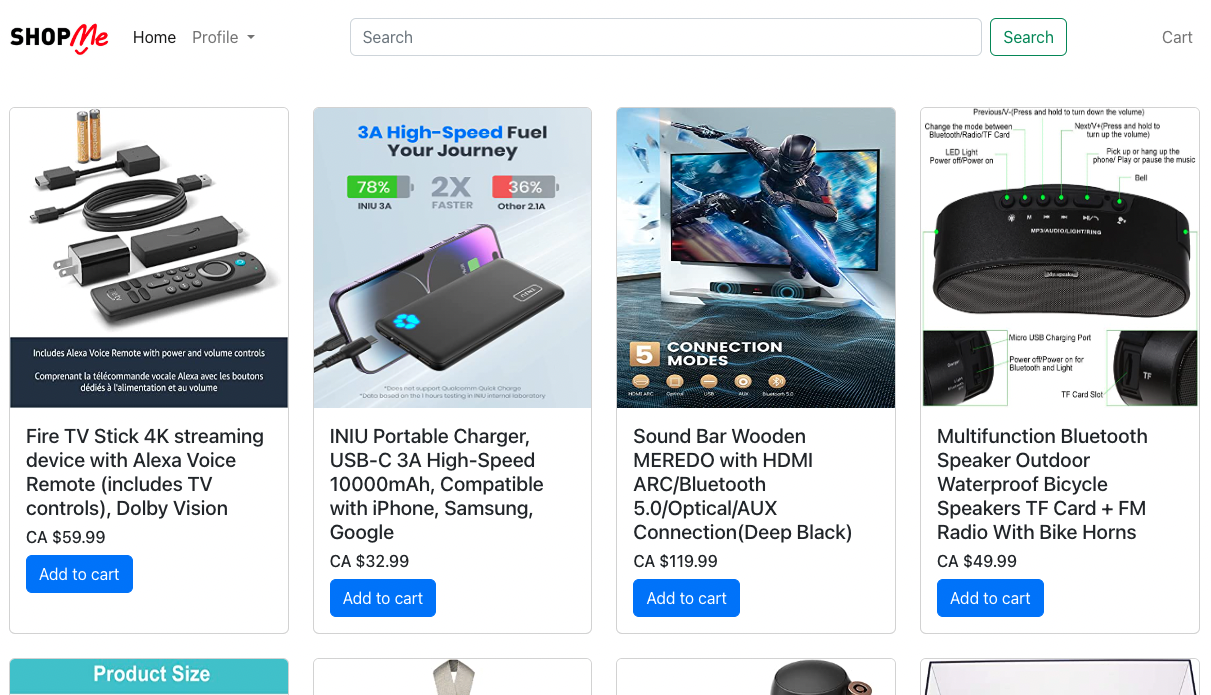 SHOPMe
Home
Profile
Search
Search
Cart
Includes Alexa Voice Remote with power and volume controls
Comprenant la télécommande vocale Alexa avec les boutons
dédiés à l'alimentation et au volume
Fire TV Stick 4K streaming
device with Alexa Voice
Remote (includes TV
controls), Dolby Vision
CA $59.99
Add to cart
3A High-Speed Fuel
Your Journey
78%
INIU 3A
2X
FASTER
36%
Other 2.1A
INIU
*Does not support Qualcomm Quick Charge
*Data based on the 1 hours testing in INIU internal laboratory
INIU Portable Charger,
USB-C 3A High-Speed
10000mAh, Compatible
with iPhone, Samsung,
Google
CA $32.99
Add to cart
5 CONNECTION
MODES
HDMI ARC
Optical
USB
AUX
Bluetooth 5.0
Sound Bar Wooden
MEREDO with HDMI
ARC/Bluetooth
5.0/Optical/AUX
Connection(Deep Black)
CA $119.99
Add to cart
Previous/V-(Press and hold to turn down the volume)
Change the mode between
Bluetooth/Radio/TF Card
Next/V+(Press and hold to
turn up the volume)
LED Light
Power off/Power on
Pick up or hang up the
phone/ Play or pause the music
Bell
M
MP3/AUDIO/LIGHT/RING
Micro USB Charging Port
Power off/Power on for
Bluetooth and Light
TF Card Slot
TF
Multifunction Bluetooth
Speaker Outdoor
Waterproof Bicycle
Speakers TF Card + FM
Radio With Bike Horns
CA $49.99
Add to cart
Product Size